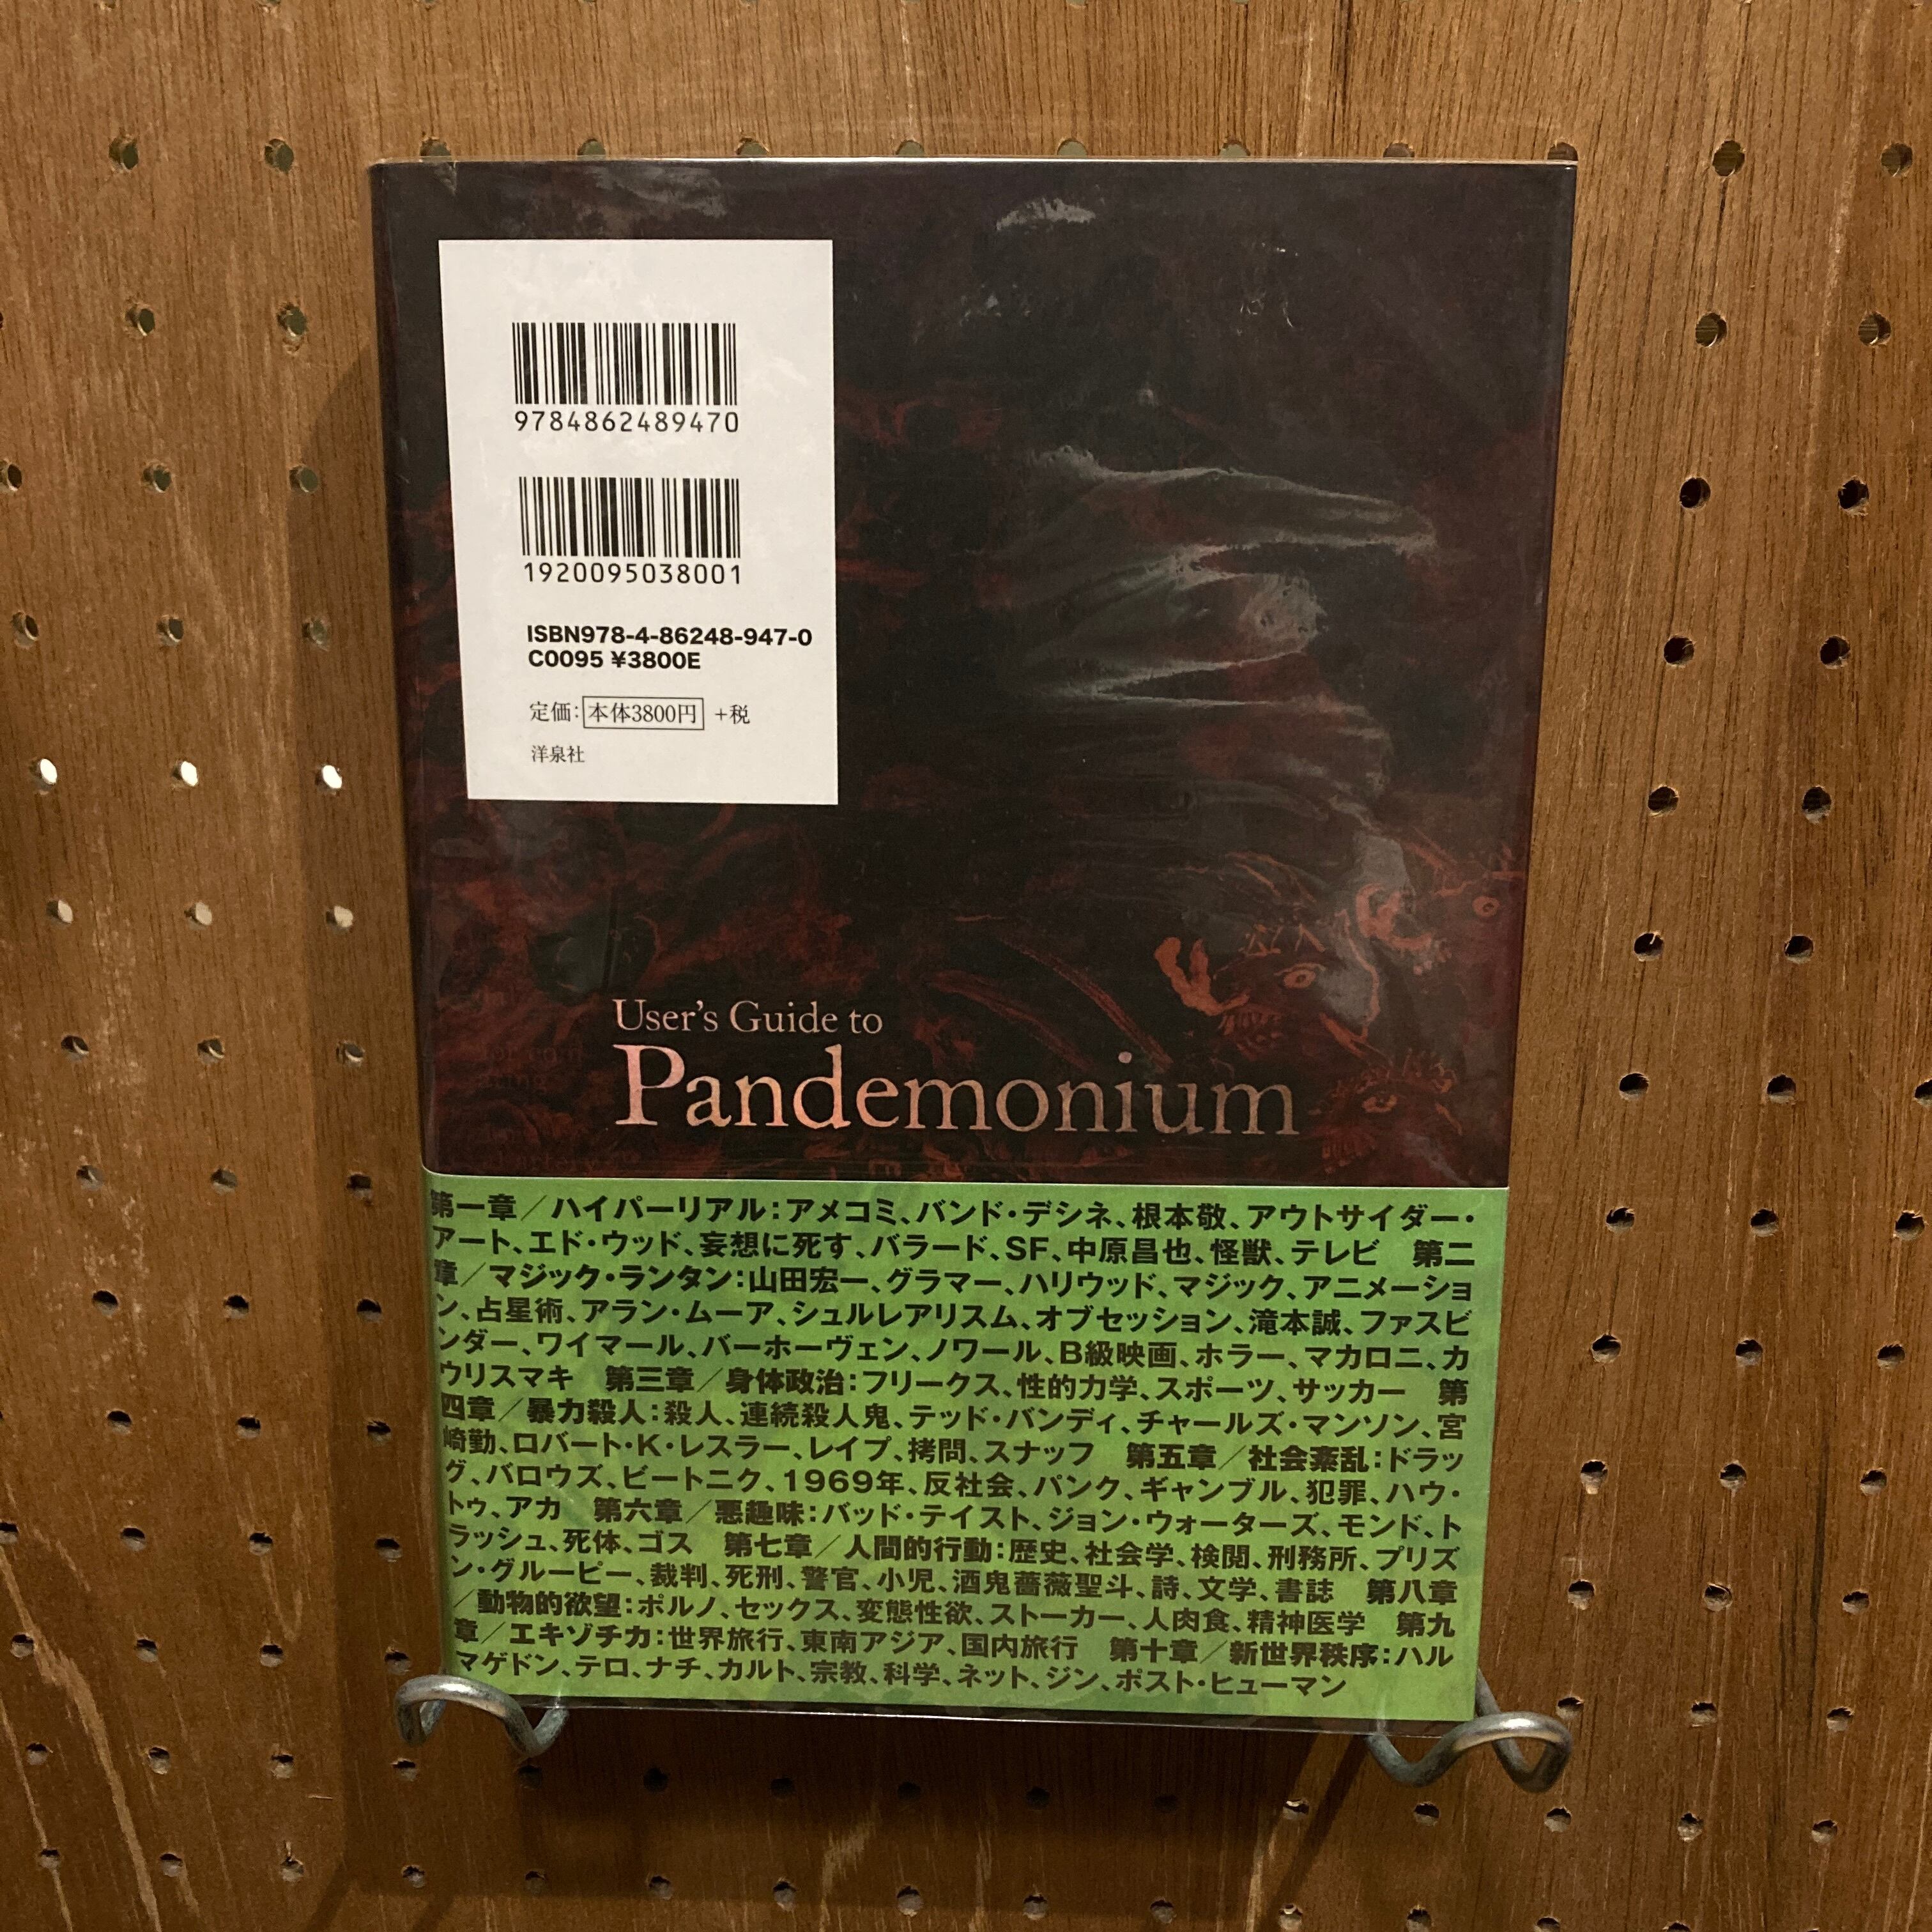 9784862489470
1920095038001
ISBN978-4-86248-947-0
C0095 ¥3800E
定価:本体3800円 +税
洋泉社
User's Guide to
Pandemonium
第一章／ハイパーリアル:アメコミ、バンド・デシネ、根本敬、アウトサイダー・
アート、エド・ウッド、妄想に死す、バラード、SF、中原昌也、怪獣、テレビ　第二
章／マジック・ランタン:山田宏一、グラマー、ハリウッド、マジック、アニメーショ
ン、占星術、アラン・ムーア、シュルレアリスム、オブセッション、滝本誠、ファスビ
ンダー、ワイマール、バーホーヴェン、ノワール、B級映画、ホラー、マカロニ、カ
ウリスマキ　第三章／身体政治:フリークス、性的力学、スポーツ、サッカー　第
四章／暴力殺人:殺人、連続殺人鬼、テッド・バンディ、チャールズ・マンソン、宮
崎勤、ロバート・K・レスラー、レイプ、拷問、スナッフ　第五章／社会紊乱:ドラッ
グ、バロウズ、ビートニク、1969年、反社会、パンク、ギャンブル、犯罪、ハウ・
トゥ、アカ　第六章／悪趣味:バッド・テイスト、ジョン・ウォーターズ、モンド、ト
ラッシュ、死体、ゴス　第七章／人間的行動:歴史、社会学、検閲、刑務所、プリズ
ン・グルーピー、裁判、死刑、警官、小児、酒鬼薔薇聖斗、詩、文学、書誌　第八章
／動物的欲望:ポルノ、セックス、変態性欲、ストーカー、人肉食、精神医学　第九
章／エキゾチカ:世界旅行、東南アジア、国内旅行　第十章／新世界秩序:ハル
マゲドン、テロ、ナチ、カルト、宗教、科学、ネット、ジン、ポスト・ヒューマン